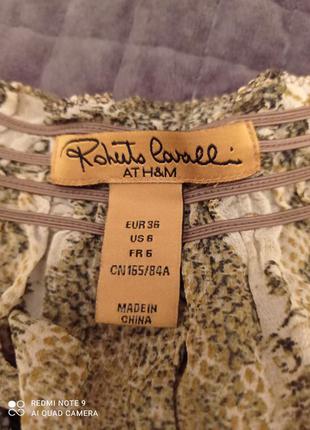 Roberto Cavalli
AT H&M
EUR 36
US 6
FR 6
CN 165/84A
MADE IN
CHINA
REDMI NOTE 9
AI QUAD CAMERA